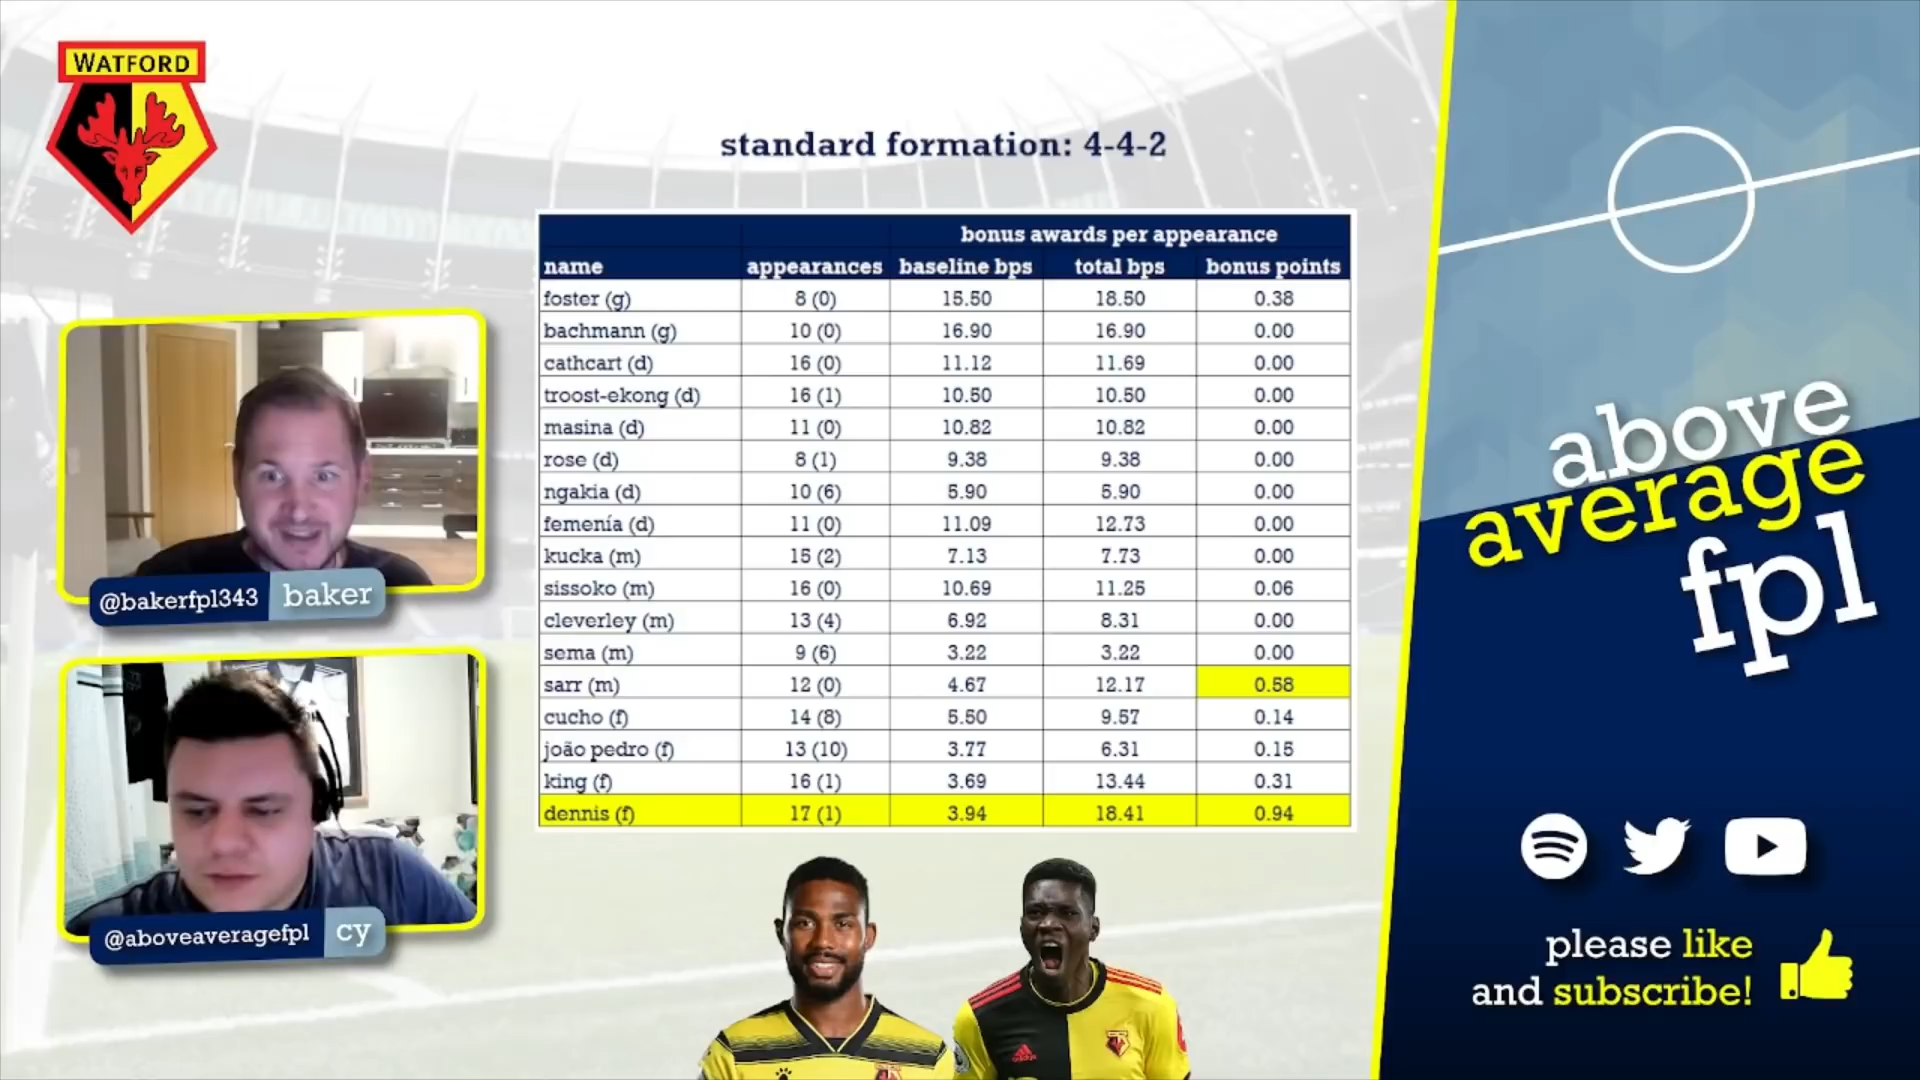 WATFORD
standard formation: 4-4-2
bonus awards per appearance
name appearances baseline bps total bps bonus points
foster (g) 8 (0) 15.50 18.50 0.38
bachmann (g) 10 (0) 16.90 16.90 0.00
cathcart (d) 16 (0) 11.12 11.69 0.00
troost-ekong (d) 16 (1) 10.50 10.50 0.00
masina (d) 11 (0) 10.82 10.82 0.00
rose (d) 8 (1) 9.38 9.38 0.00
ngakia (d) 10 (6) 5.90 5.90 0.00
femenía (d) 11 (0) 11.09 12.73 0.00
kucka (m) 15 (2) 7.13 7.73 0.00
sissoko (m) 16 (0) 10.69 11.25 0.06
cleverley (m) 13 (4) 6.92 8.31 0.00
sema (m) 9 (6) 3.22 3.22 0.00
sarr (m) 12 (0) 4.67 12.17 0.58
cucho (f) 14 (8) 5.50 9.57 0.14
joão pedro (f) 13 (10) 3.77 6.31 0.15
king (f) 16 (1) 3.69 13.44 0.31
dennis (f) 17 (1) 3.94 18.41 0.94
@bakerfpl343 baker
@aboveaveragefpl cy
above
average
fpl
please like
and subscribe!